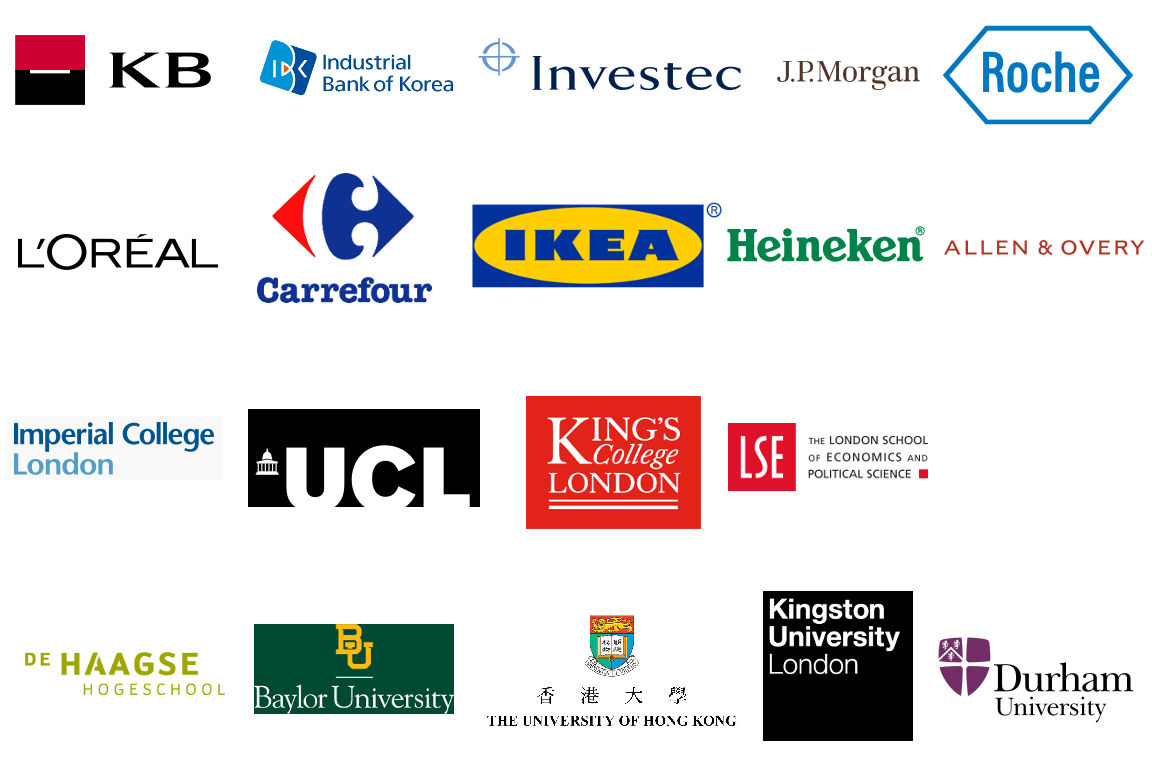 KB
IBK
Industrial
Bank of Korea
Investec
J.P.Morgan
Roche
L'ORÉAL
Carrefour
IKEA®
Heineken®
ALLEN & OVERY
Imperial College
London
UCL
KING'S
College
LONDON
LSE
THE LONDON SCHOOL
OF ECONOMICS AND
POLITICAL SCIENCE
DE HAAGSE
HOGESCHOOL
BU
Baylor University
香港大學
THE UNIVERSITY OF HONG KONG
Kingston
University
London
Durham
University